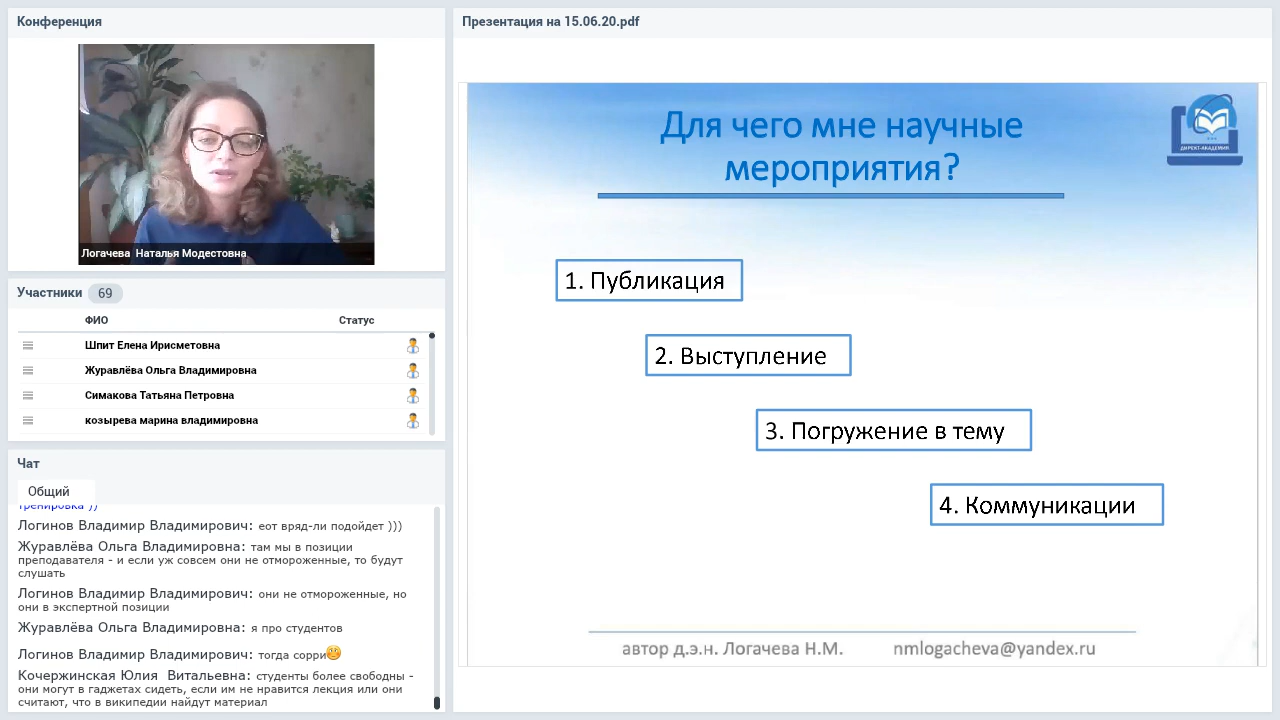 Конференция
Логачева  Наталья Модестовна
Участники 69
ФИО Статус
Шпит Елена Ирисметовна
Журавлёва Ольга Владимировна
Симакова Татьяна Петровна
козырева марина владимировна
Чат
Общий
тренировка ))
Логинов Владимир Владимирович: еот вряд-ли подойдет )))
Журавлёва Ольга Владимировна: там мы в позиции
преподавателя - и если уж совсем они не отмороженные, то будут
слушать
Логинов Владимир Владимирович: они не отмороженные, но
они в экспертной позиции
Журавлёва Ольга Владимировна: я про студентов
Логинов Владимир Владимирович: тогда сорри
Кочержинская Юлия  Витальевна: студенты более свободны -
они могут в гаджетах сидеть, если им не нравится лекция или они
считают, что в википедии найдут материал
Презентация на 15.06.20.pdf
Для чего мне научные
мероприятия?
ДИРЕКТ-АКАДЕМИЯ
1. Публикация
2. Выступление
3. Погружение в тему
4. Коммуникации
автор д.э.н. Логачева Н.М. nmlogacheva@yandex.ru